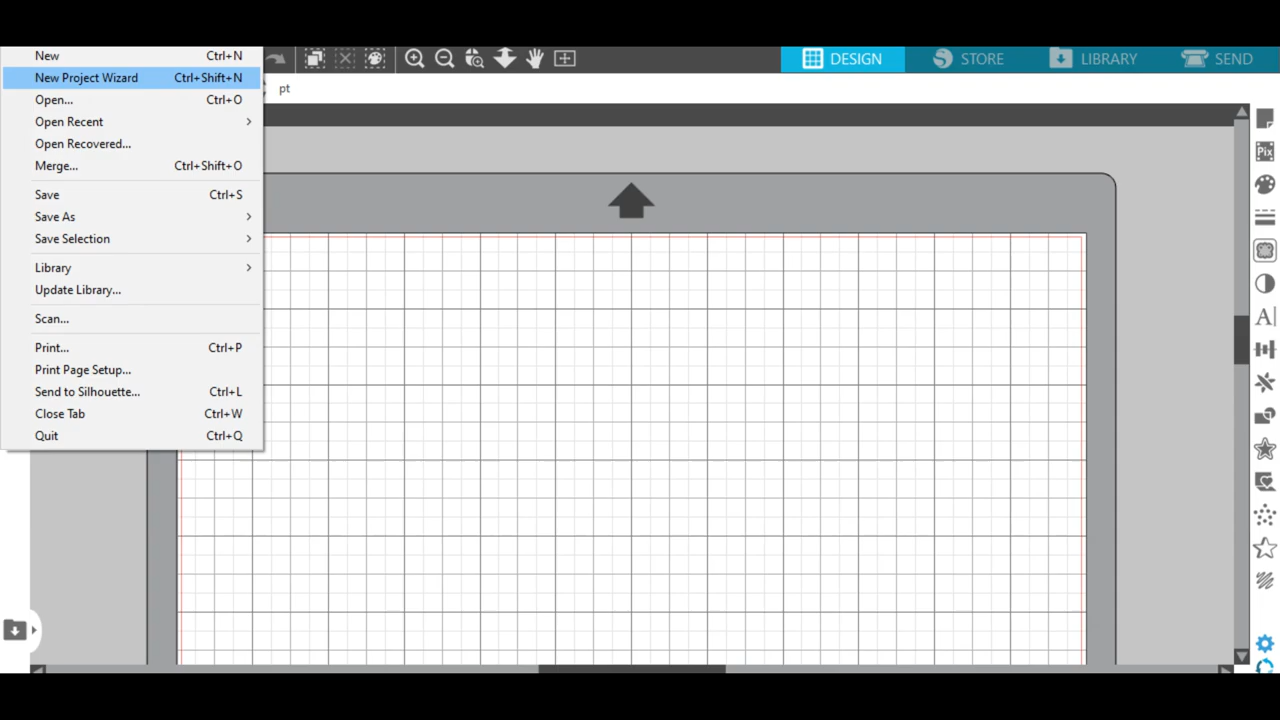 New Ctrl+N
DESIGN STORE LIBRARY SEND
New Project Wizard Ctrl+Shift+N
pt
Open... Ctrl+O
Open Recent
Open Recovered...
Merge... Ctrl+Shift+O
Save Ctrl+S
Save As
Save Selection
Library
Update Library...
Scan...
Print... Ctrl+P
Print Page Setup...
Send to Silhouette... Ctrl+L
Close Tab Ctrl+W
Quit Ctrl+Q
Pix
A